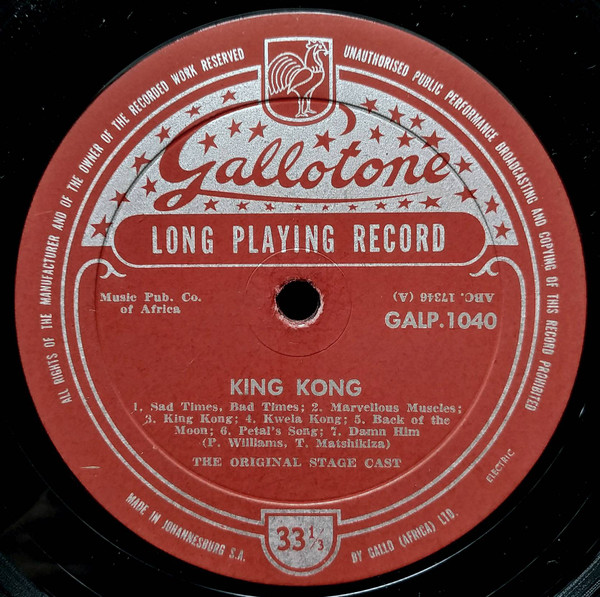 ALL RIGHTS OF THE MANUFACTURER AND OF THE OWNER OF THE RECORDED WORK RESERVED
UNAUTHORISED PUBLIC PERFORMANCE BROADCASTING AND COPYING OF THIS RECORD PROHIBITED
Gallotone
LONG PLAYING RECORD
Music Pub. Co.
of Africa
ABC. 17346 (A)
GALP.1040
KING KONG
1. Sad Times, Bad Times; 2. Marvellous Muscles;
3. King Kong; 4. Kwela Kong; 5. Back of the
Moon; 6. Petal's Song; 7. Damn Him
(P. Williams, T. Matshikiza)
THE ORIGINAL STAGE CAST
ELECTRIC
MADE IN JOHANNESBURG S.A.
33 1/3
BY GALLO (AFRICA) LTD.